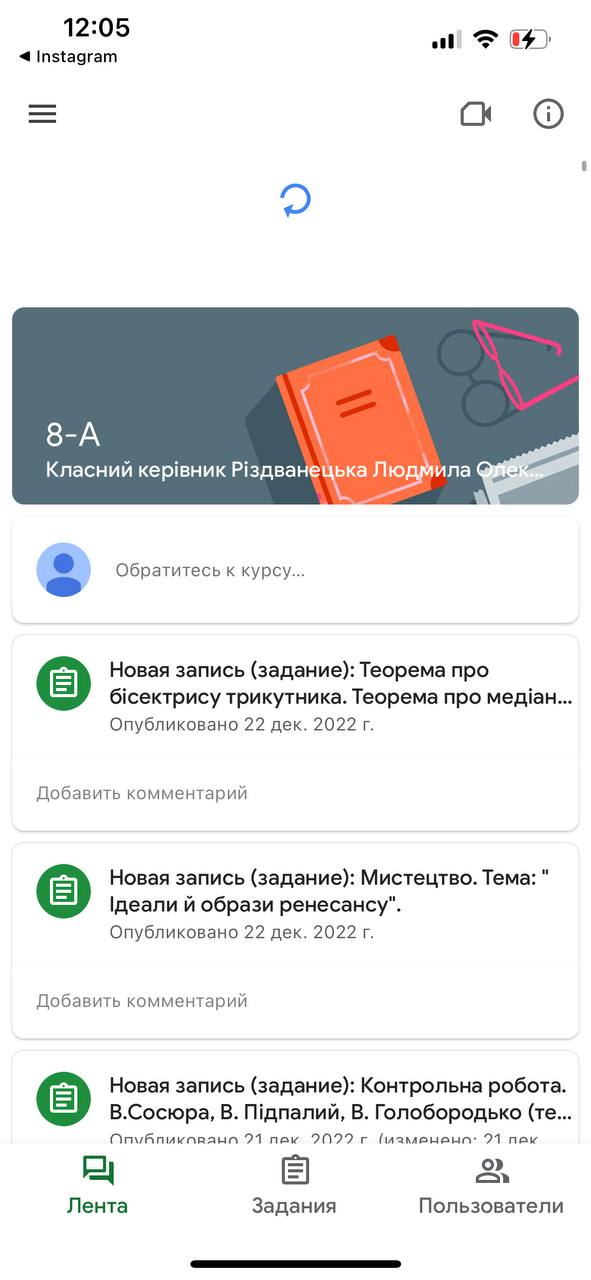 12:05
Instagram
8-А
Класний керівник Різдванецька Людмила Олек...
Обратитесь к курсу...
Новая запись (задание): Теорема про
бісектрису трикутника. Теорема про медіан...
Опубликовано 22 дек. 2022 г.
Добавить комментарий
Новая запись (задание): Мистецтво. Тема: "
Ідеали й образи ренесансу".
Опубликовано 22 дек. 2022 г.
Добавить комментарий
Новая запись (задание): Контрольна робота.
В.Сосюра, В. Підпалий, В. Голобородько (те...
Опубликовано 21 дек. 2022 г. (изменено: 21 дек.
Лента
Задания
Пользователи